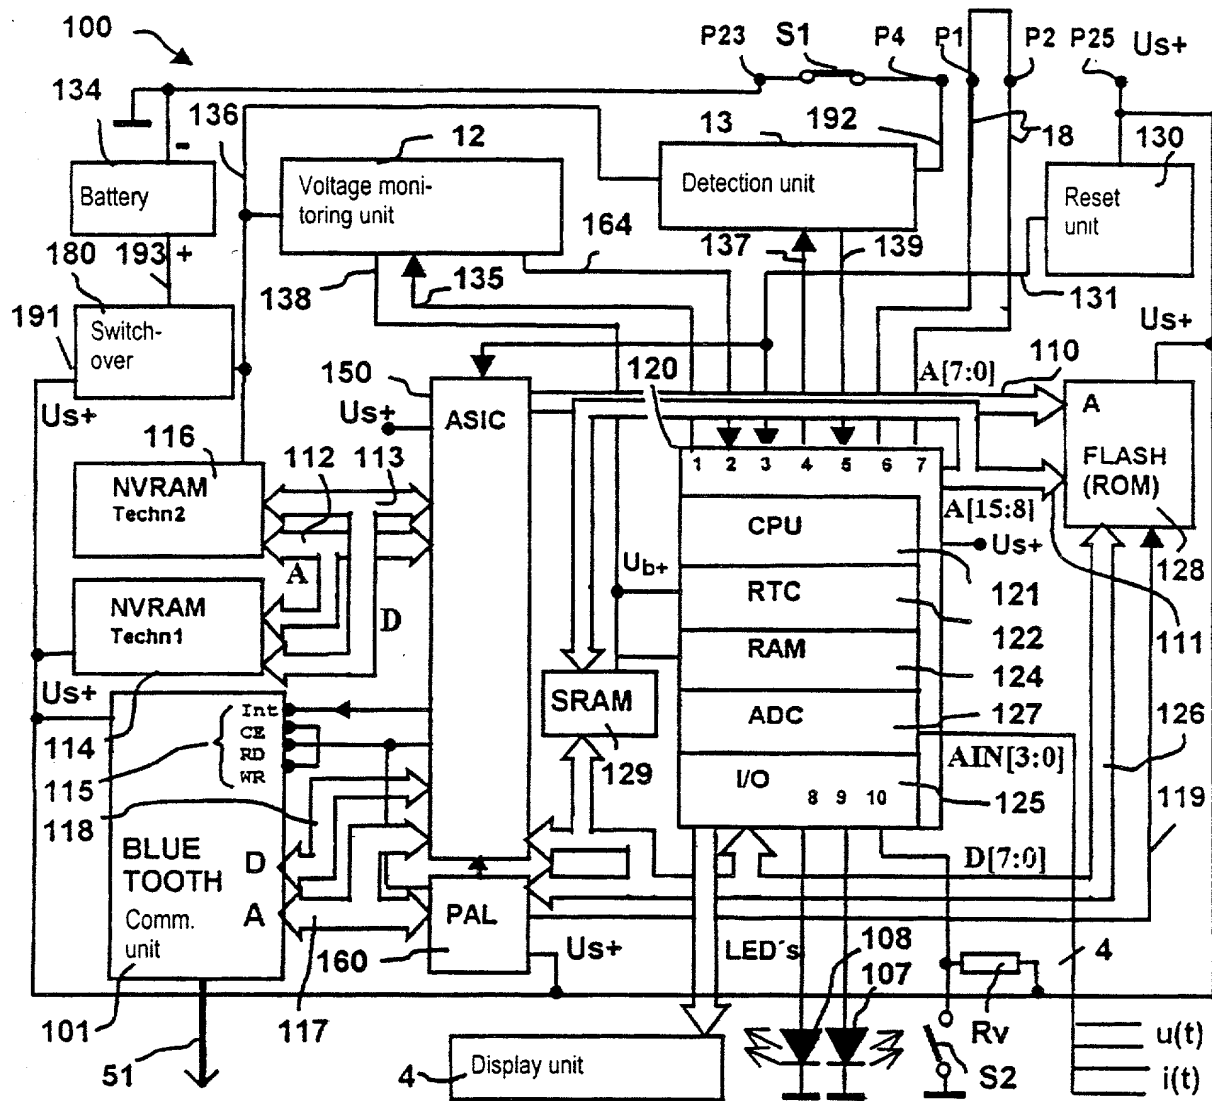 100
134
P23
S1
P4
P1
P2
P25
Us+
136
12
13
192
18
130
-
Battery
Voltage moni-
toring unit
Detection unit
Reset
unit
193
+
180
138
135
164
137
139
131
191
Switch-
over
Us+
Us+
150
120
A[7:0]
110
Us+
ASIC
A
116
112
113
1
2
3
4
5
6
7
FLASH
(ROM)
NVRAM
Techn2
CPU
A[15:8]
Us+
128
A
Ub+
121
NVRAM
Techn1
D
RTC
122
111
RAM
124
Us+
SRAM
ADC
127
126
Int
CE
RD
WR
114
115
129
AIN[3:0]
I/O
125
119
118
8
9
10
BLUE
TOOTH
D
D[7:0]
Comm.
unit
A
PAL
160
Us+
LED´s
108
107
4
101
117
Rv
51
4
Display unit
S2
u(t)
i(t)